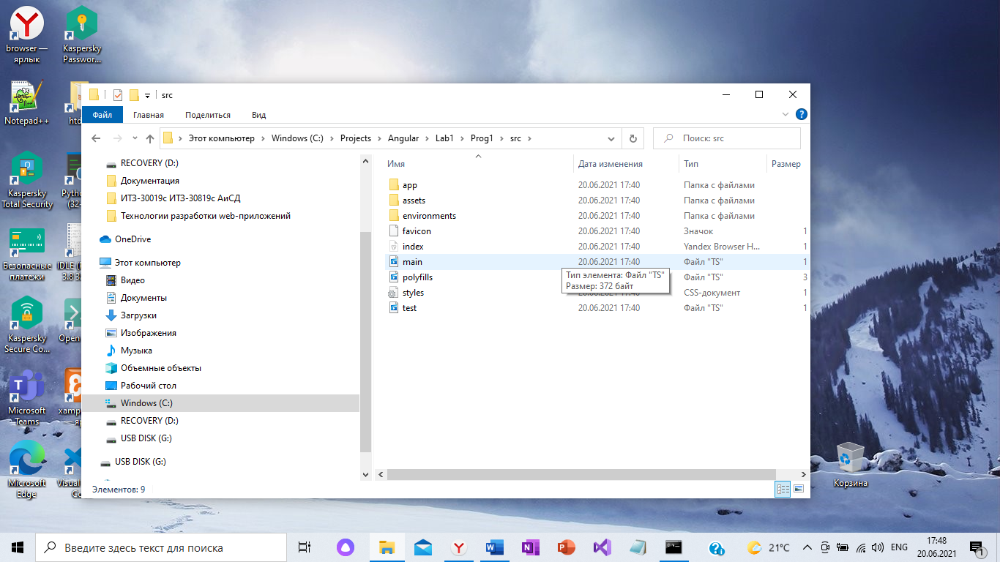 browser —
ярлык
Kaspersky
Passwor...
Notepad++
htd
Kaspersky
Total Security
Python
(32-
Безопасные
платежи
IDLE (
3.8 3
Kaspersky
Secure Co...
Open
Microsoft
Teams
xamp
— яр
Microsoft
Edge
Visual
Co
src
Файл
Главная
Поделиться
Вид
Этот компьютер
Windows (C:)
Projects
Angular
Lab1
Prog1
src
Поиск: src
RECOVERY (D:)
Документация
ИТЗ-30019с ИТЗ-30819с АиСД
Технологии разработки web-приложений
OneDrive
Этот компьютер
Видео
Документы
Загрузки
Изображения
Музыка
Объемные объекты
Рабочий стол
Windows (C:)
RECOVERY (D:)
USB DISK (G:)
USB DISK (G:)
Имя Дата изменения Тип Размер
app 20.06.2021 17:40 Папка с файлами
assets 20.06.2021 17:40 Папка с файлами
environments 20.06.2021 17:40 Папка с файлами
favicon 20.06.2021 17:40 Значок 1
index 20.06.2021 17:40 Yandex Browser H... 1
main 20.06.2021 17:40 Файл "TS" 1
polyfills Файл "TS" 3
Тип элемента: Файл "TS"
Размер: 372 байт
styles 20.06.2021 17:40 CSS-документ 1
test 20.06.2021 17:40 Файл "TS" 1
Элементов: 9
Корзина
Введите здесь текст для поиска
21°C
ENG
17:48
20.06.2021
1